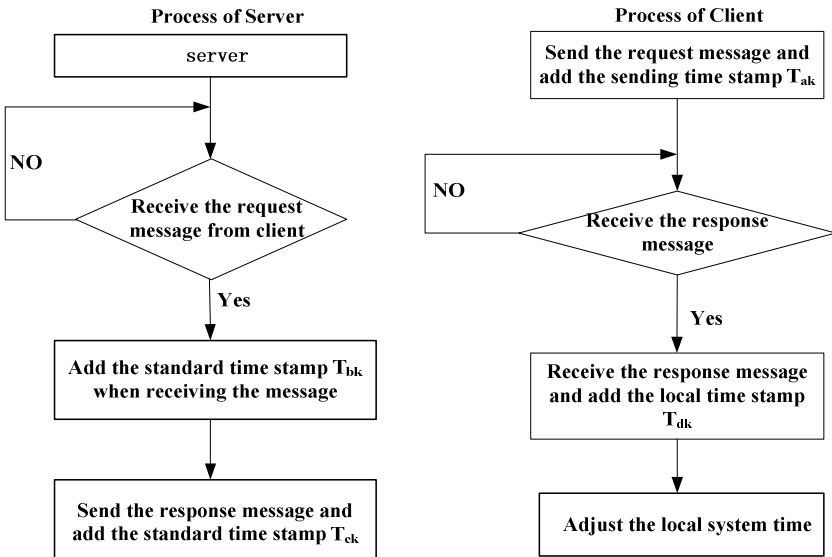 Process of Server
server
NO
Receive the request
message from client
Yes
Add the standard time stamp Tbk
when receiving the message
Send the response message and
add the standard time stamp Tck
Process of Client
Send the request message and
add the sending time stamp Tak
NO
Receive the response
message
Yes
Receive the response message
and add the local time stamp
Tdk
Adjust the local system time